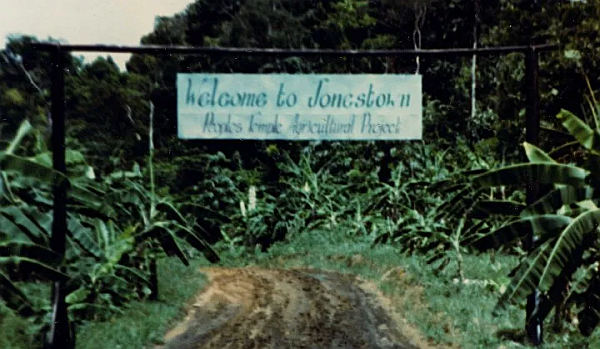 Welcome to Jonestown
Peoples Temple Agricultural Project